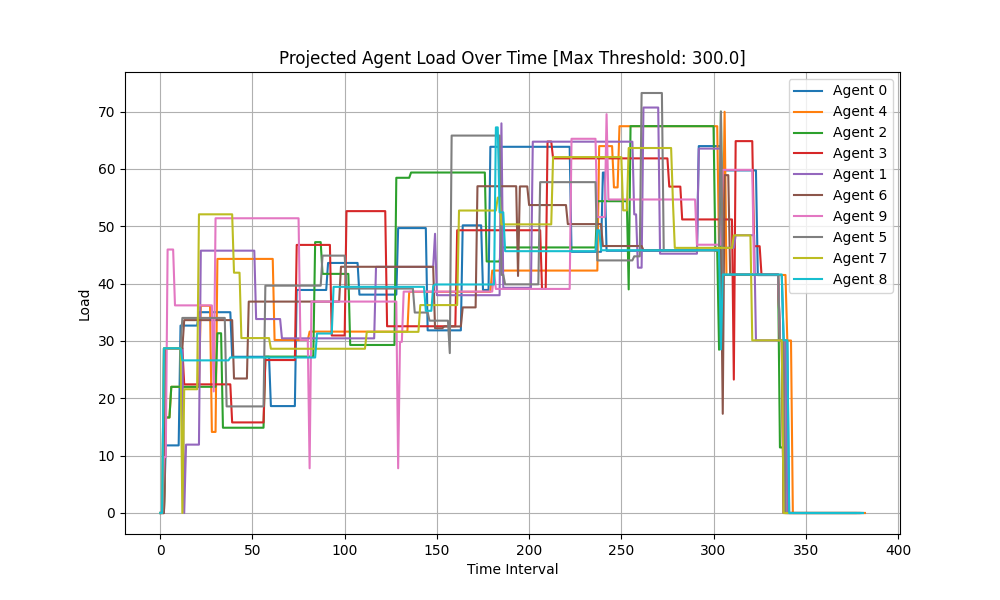 Projected Agent Load Over Time [Max Threshold: 300.0]
Load
70
60
50
40
30
20
10
0
0 50 100 150 200 250 300 350 400
Time Interval
Agent 0
Agent 4
Agent 2
Agent 3
Agent 1
Agent 6
Agent 9
Agent 5
Agent 7
Agent 8